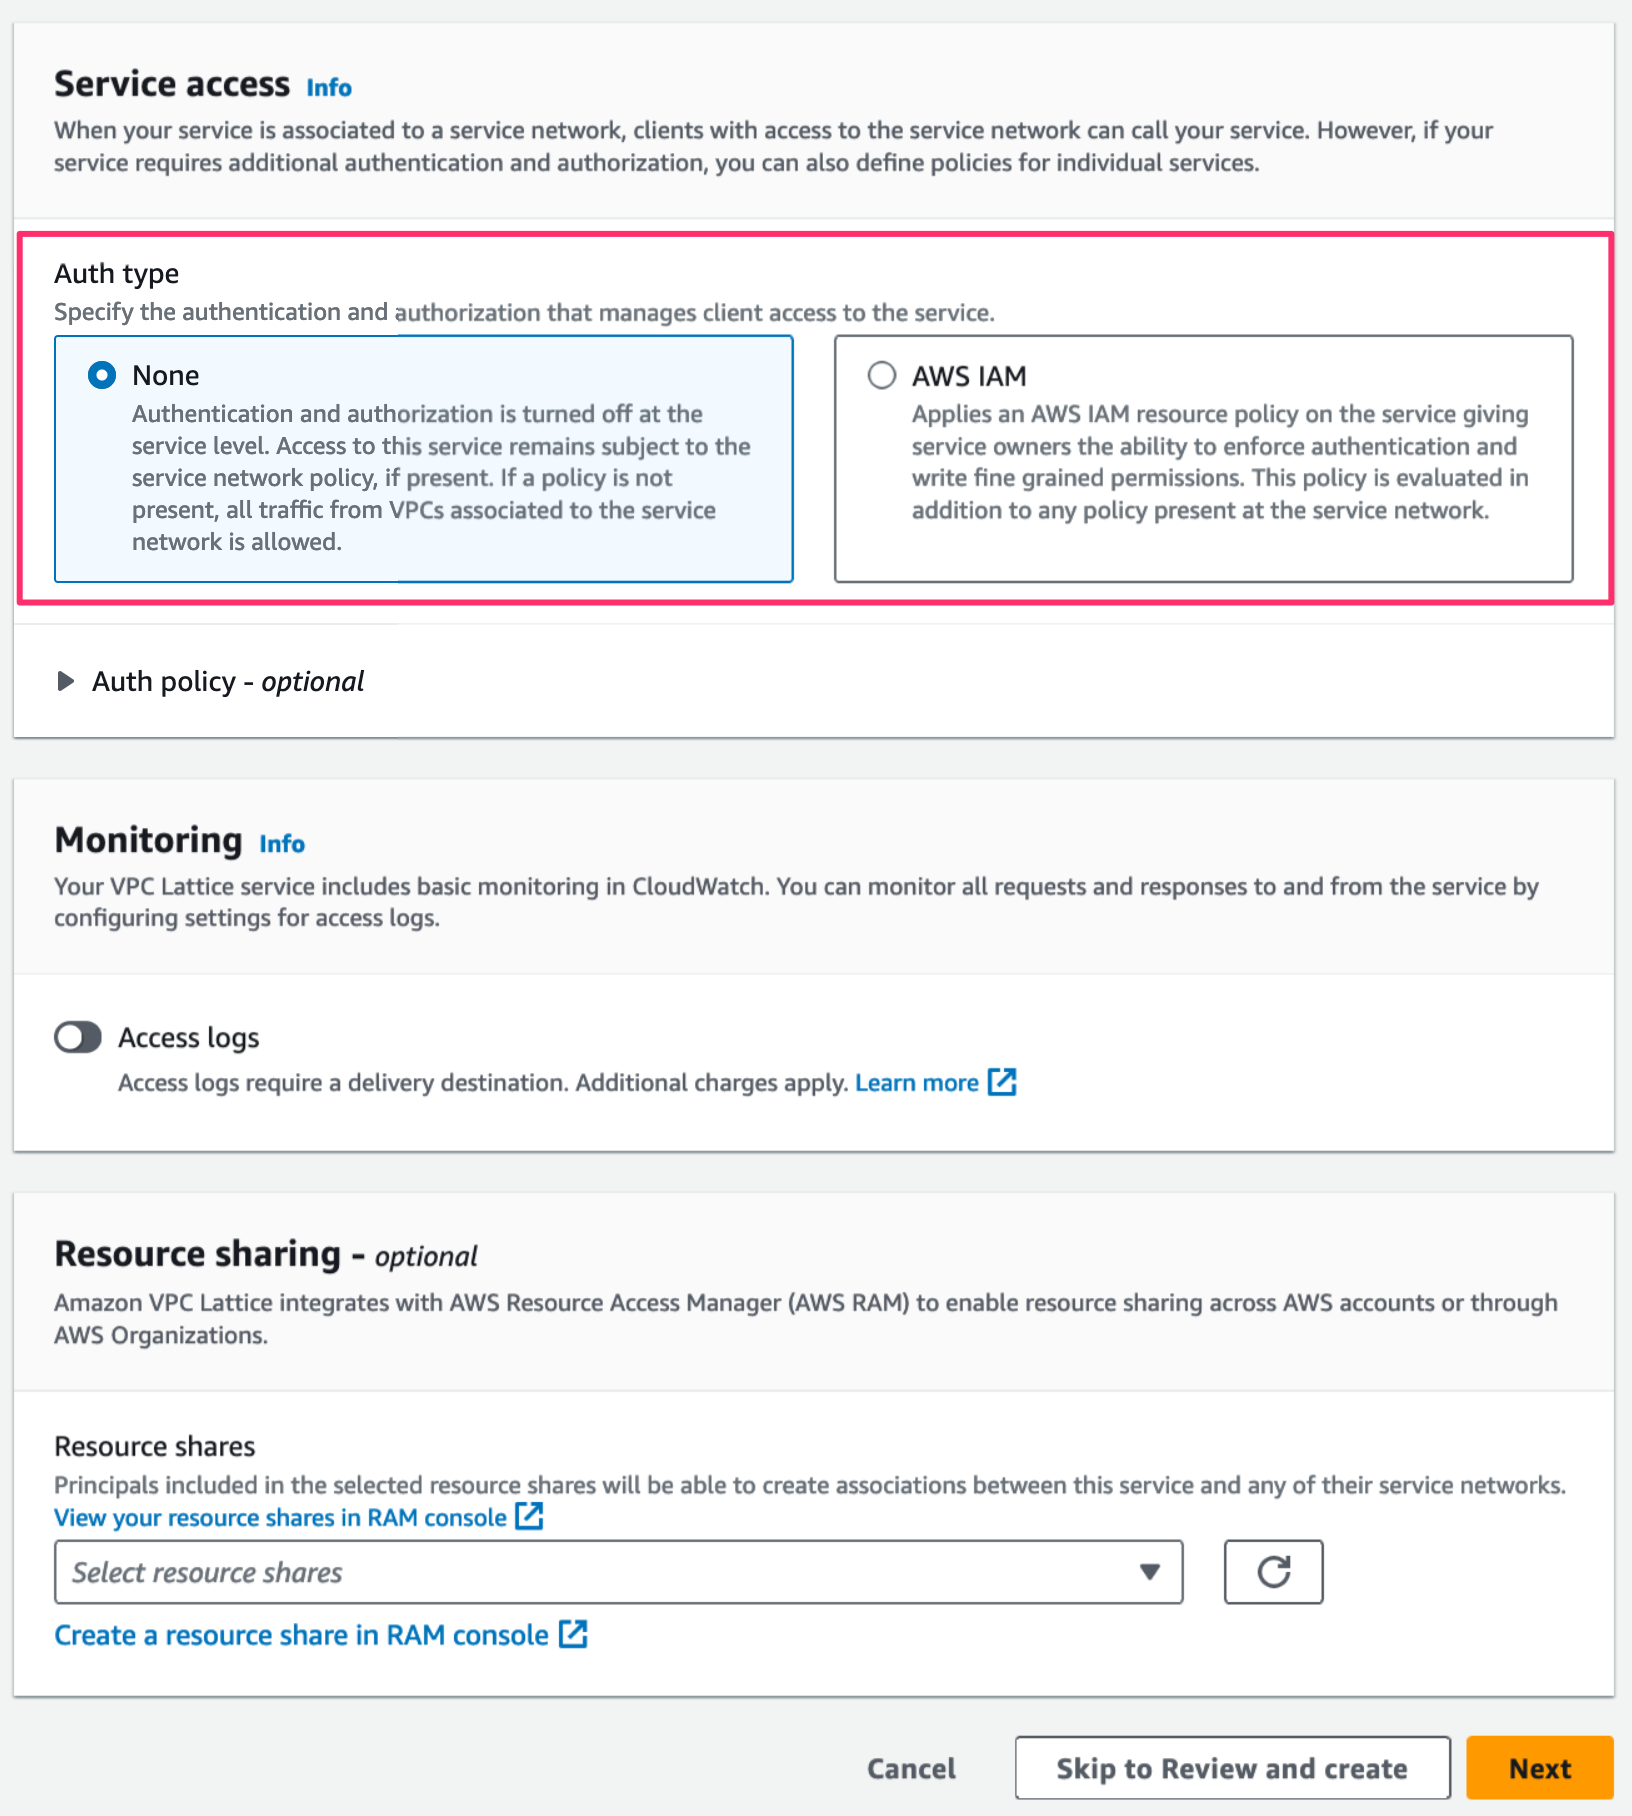 Service access Info
When your service is associated to a service network, clients with access to the service network can call your service. However, if your
service requires additional authentication and authorization, you can also define policies for individual services.
Auth type
Specify the authentication and authorization that manages client access to the service.
None
Authentication and authorization is turned off at the
service level. Access to this service remains subject to the
service network policy, if present. If a policy is not
present, all traffic from VPCs associated to the service
network is allowed.
AWS IAM
Applies an AWS IAM resource policy on the service giving
service owners the ability to enforce authentication and
write fine grained permissions. This policy is evaluated in
addition to any policy present at the service network.
Auth policy - optional
Monitoring Info
Your VPC Lattice service includes basic monitoring in CloudWatch. You can monitor all requests and responses to and from the service by
configuring settings for access logs.
Access logs
Access logs require a delivery destination. Additional charges apply. Learn more
Resource sharing - optional
Amazon VPC Lattice integrates with AWS Resource Access Manager (AWS RAM) to enable resource sharing across AWS accounts or through
AWS Organizations.
Resource shares
Principals included in the selected resource shares will be able to create associations between this service and any of their service networks.
View your resource shares in RAM console
Select resource shares
Create a resource share in RAM console
Cancel
Skip to Review and create
Next